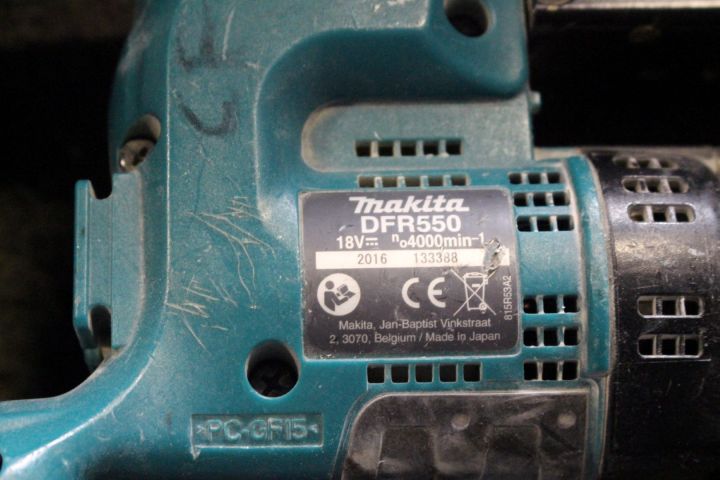 makita
DFR550
18V⎓ n₀4000min-1
2016 133388
CE
815R53A2
Makita, Jan-Baptist Vinkstraat
2, 3070, Belgium / Made in Japan
>PC-GF15<